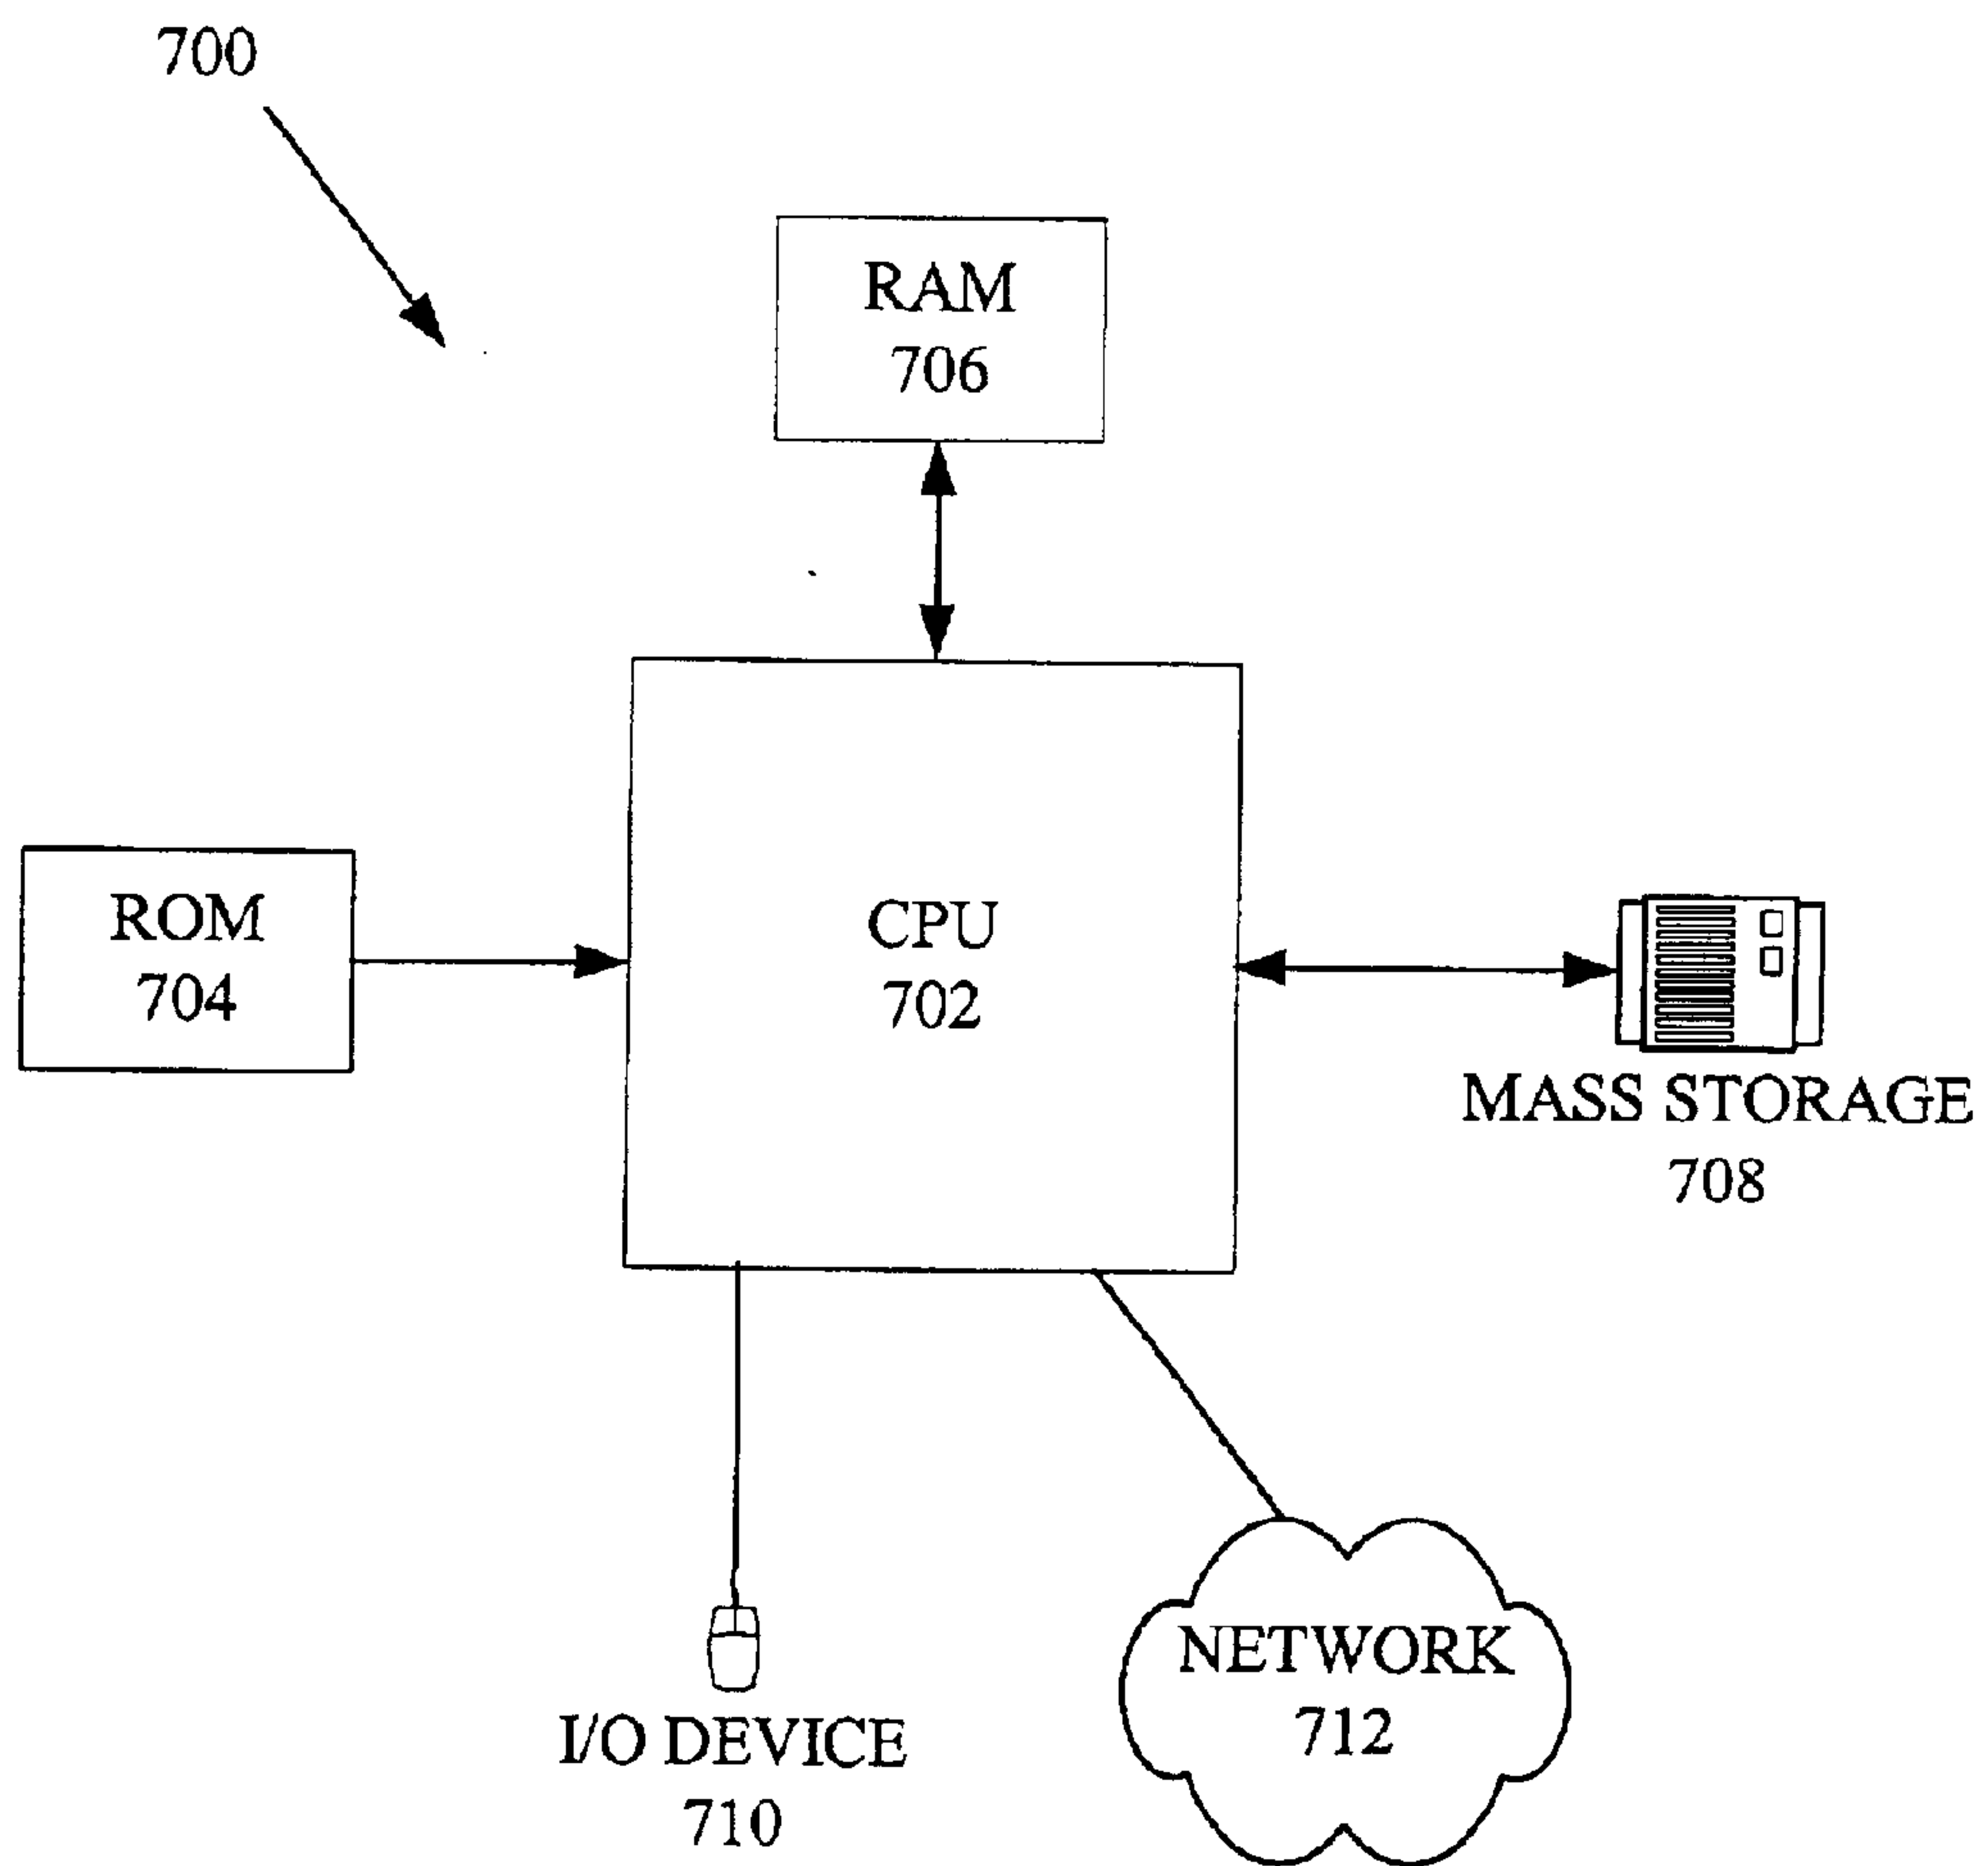 700
RAM
706
ROM
704
CPU
702
MASS STORAGE
708
I/O DEVICE
710
NETWORK
712